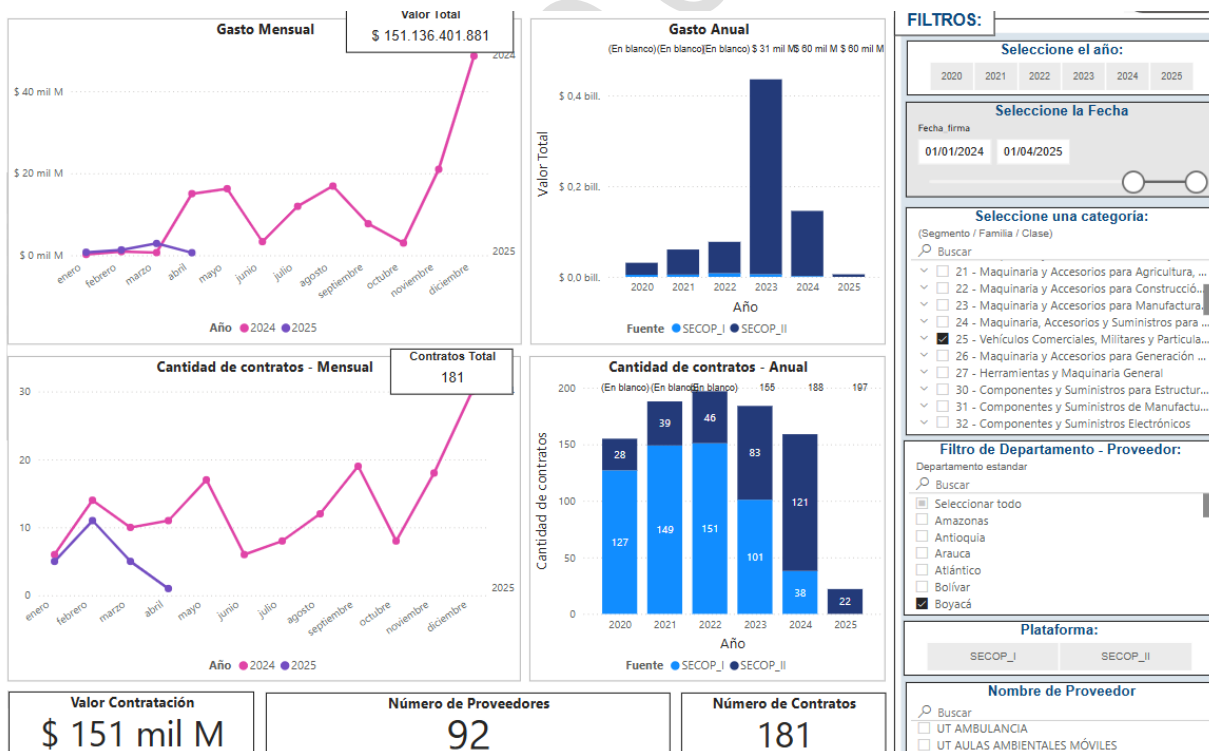 Gasto Mensual
Valor Total
$ 151.136.401.881
2024
$ 40 mil M
$ 20 mil M
$ 0 mil M
2025
enero
febrero
marzo
abril
mayo
junio
julio
agosto
septiembre
octubre
noviembre
diciembre
Año 2024 2025
Gasto Anual
(En blanco) (En blanco) (En blanco) $ 31 mil M $ 60 mil M $ 60 mil M
Valor Total
$ 0,4 bill.
$ 0,2 bill.
$ 0,0 bill.
2020 2021 2022 2023 2024 2025
Año
Fuente SECOP_I SECOP_II
Cantidad de contratos - Mensual
Contratos Total
181
30
20
10
0
2025
enero
febrero
marzo
abril
mayo
junio
julio
agosto
septiembre
octubre
noviembre
diciembre
Año 2024 2025
Cantidad de contratos - Anual
(En blanco) (En blanco) (En blanco) 155 188 197
Cantidad de contratos
200
150
100
50
0
28 39 46 83 121 22
127 149 151 101 38
2020 2021 2022 2023 2024 2025
Año
Fuente SECOP_I SECOP_II
Valor Contratación
$ 151 mil M
Número de Proveedores
92
Número de Contratos
181
FILTROS:
Seleccione el año:
2020 2021 2022 2023 2024 2025
Seleccione la Fecha
Fecha_firma
01/01/2024 01/04/2025
Seleccione una categoria:
(Segmento / Familia / Clase)
Buscar
21 - Maquinaria y Accesorios para Agricultura, ...
22 - Maquinaria y Accesorios para Construcció...
23 - Maquinaria y Accesorios para Manufactura...
24 - Maquinaria, Accesorios y Suministros para ...
25 - Vehículos Comerciales, Militares y Particula...
26 - Maquinaria y Accesorios para Generación ...
27 - Herramientas y Maquinaria General
30 - Componentes y Suministros para Estructur...
31 - Componentes y Suministros de Manufactu...
32 - Componentes y Suministros Electrónicos
Filtro de Departamento - Proveedor:
Departamento estandar
Buscar
Seleccionar todo
Amazonas
Antioquia
Arauca
Atlántico
Bolívar
Boyacá
Plataforma:
SECOP_I SECOP_II
Nombre de Proveedor
Buscar
UT AMBULANCIA
UT AULAS AMBIENTALES MÓVILES